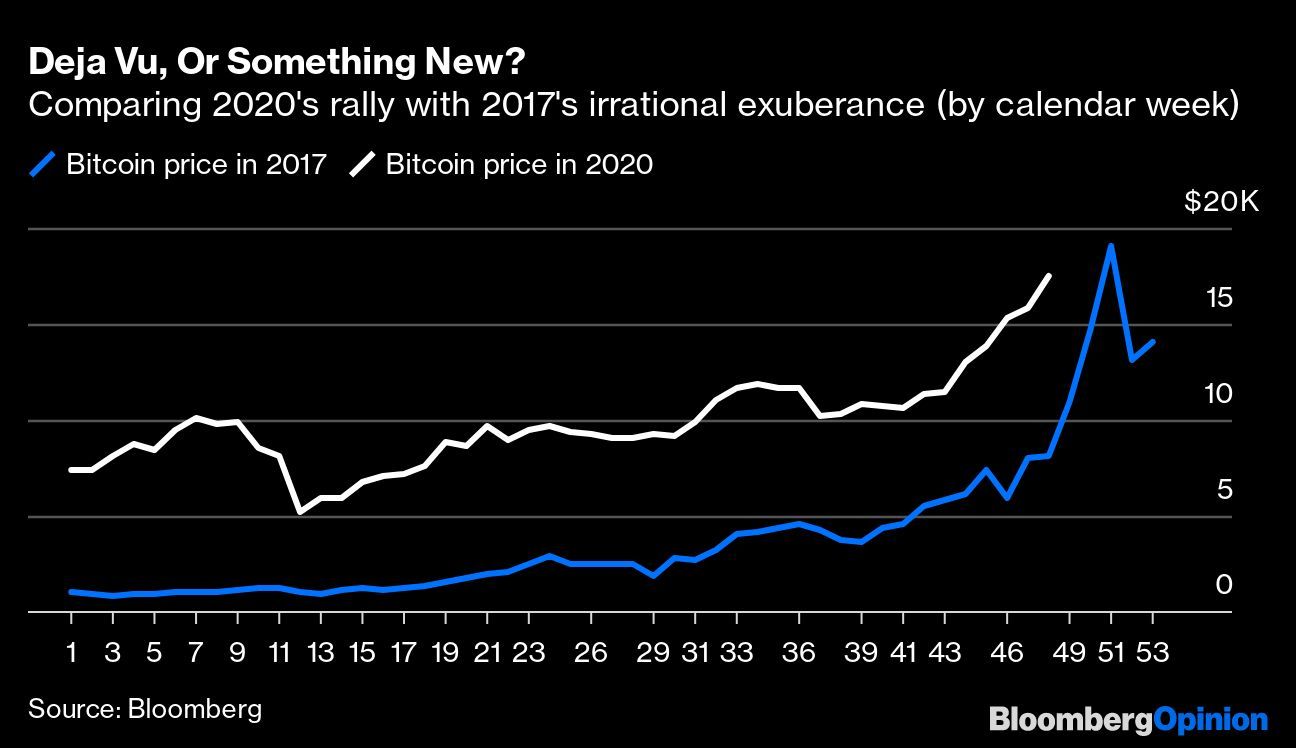 Deja Vu, Or Something New?
Comparing 2020's rally with 2017's irrational exuberance (by calendar week)
Bitcoin price in 2017 Bitcoin price in 2020
$20K
15
10
5
0
1 3 5 7 9 11 13 15 17 19 21 23 26 29 31 33 36 39 41 43 46 49 51 53
Source: Bloomberg
BloombergOpinion